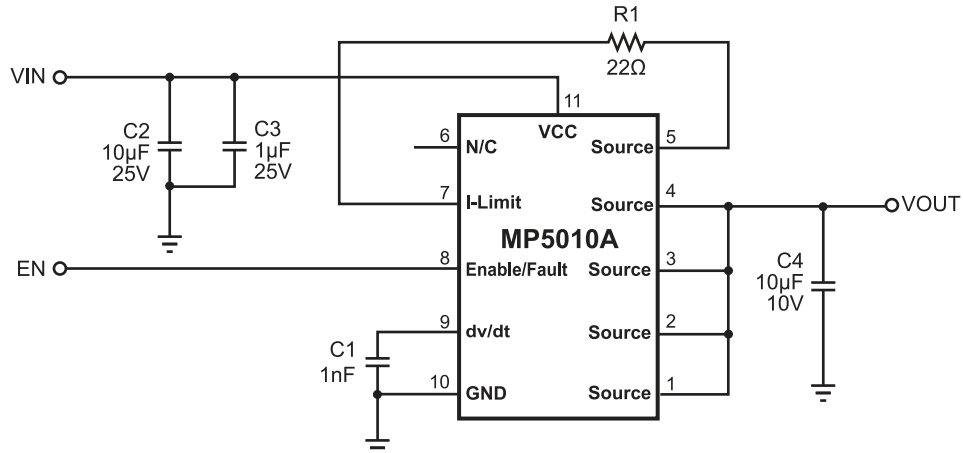 R1
22Ω
VIN
11
VCC
C2
10µF
25V
C3
1µF
25V
6
N/C
Source
5
7
I-Limit
Source
4
VOUT
MP5010A
EN
8
Enable/Fault
Source
3
C4
10µF
10V
9
dv/dt
Source
2
C1
1nF
10
GND
Source
1